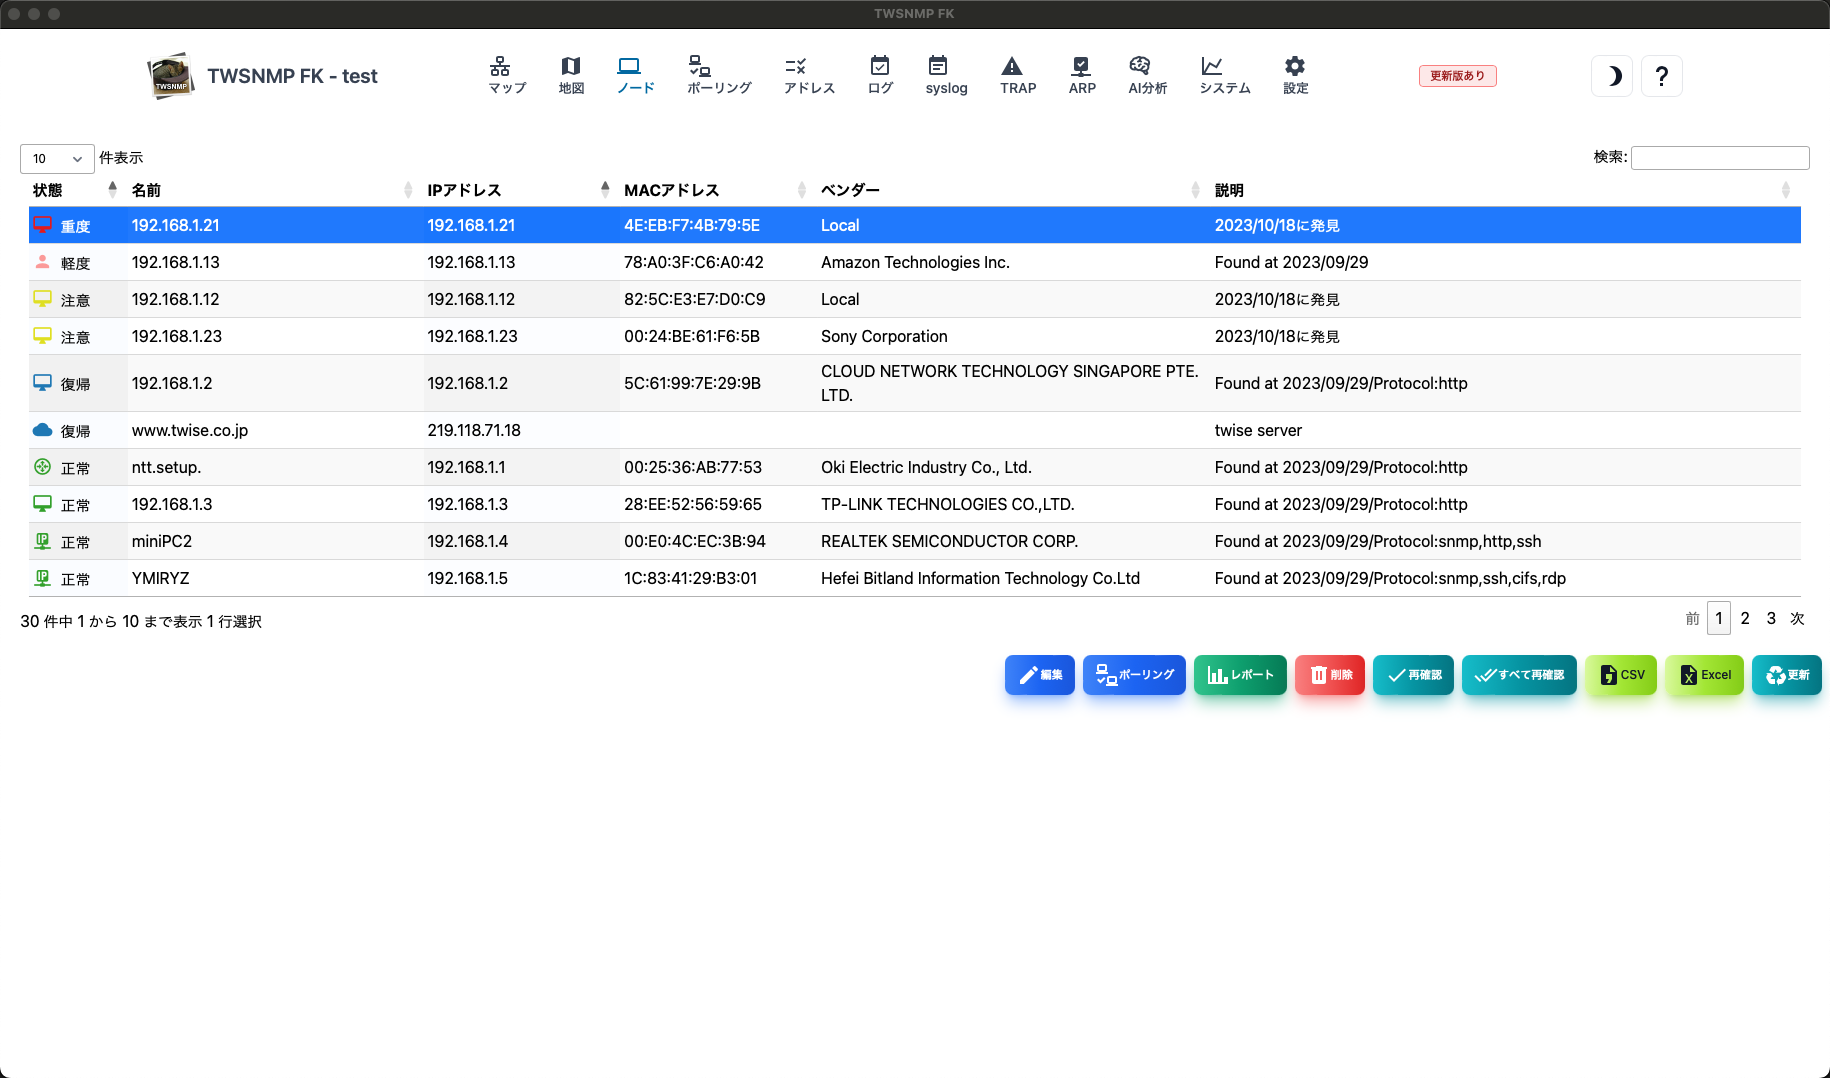 TWSNMP FK
TWSNMP
TWSNMP FK - test
マップ 地図 ノード ポーリング アドレス ログ syslog TRAP ARP AI分析 システム 設定
更新版あり
?
10 件表示
検索:
状態 名前 IPアドレス MACアドレス ベンダー 説明
重度 192.168.1.21 192.168.1.21 4E:EB:F7:4B:79:5E Local 2023/10/18に発見
軽度 192.168.1.13 192.168.1.13 78:A0:3F:C6:A0:42 Amazon Technologies Inc. Found at 2023/09/29
注意 192.168.1.12 192.168.1.12 82:5C:E3:E7:D0:C9 Local 2023/10/18に発見
注意 192.168.1.23 192.168.1.23 00:24:BE:61:F6:5B Sony Corporation 2023/10/18に発見
復帰 192.168.1.2 192.168.1.2 5C:61:99:7E:29:9B CLOUD NETWORK TECHNOLOGY SINGAPORE PTE. LTD. Found at 2023/09/29/Protocol:http
復帰 www.twise.co.jp 219.118.71.18 twise server
正常 ntt.setup. 192.168.1.1 00:25:36:AB:77:53 Oki Electric Industry Co., Ltd. Found at 2023/09/29/Protocol:http
正常 192.168.1.3 192.168.1.3 28:EE:52:56:59:65 TP-LINK TECHNOLOGIES CO.,LTD. Found at 2023/09/29/Protocol:http
正常 miniPC2 192.168.1.4 00:E0:4C:EC:3B:94 REALTEK SEMICONDUCTOR CORP. Found at 2023/09/29/Protocol:snmp,http,ssh
正常 YMIRYZ 192.168.1.5 1C:83:41:29:B3:01 Hefei Bitland Information Technology Co.Ltd Found at 2023/09/29/Protocol:snmp,ssh,cifs,rdp
30 件中 1 から 10 まで表示 1 行選択
前 1 2 3 次
編集 ポーリング レポート 削除 再確認 すべて再確認 CSV Excel 更新